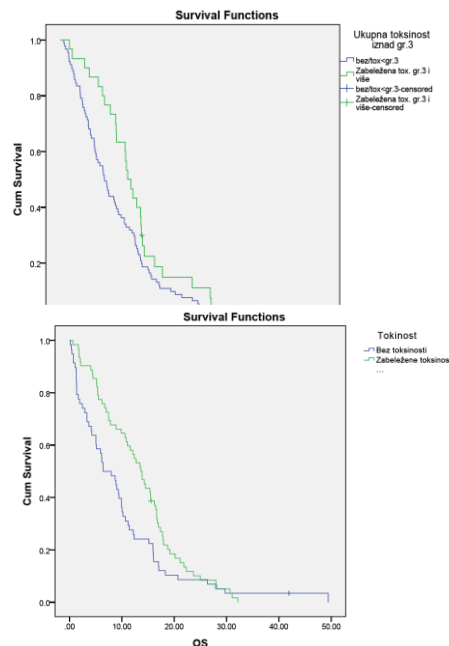 Survival Functions
Ukupna toksinost
iznad gr.3
bez/tox<gr.3
Zabeležena tox. gr.3 i
više
bez/tox<gr.3-censored
Zabeležena tox. gr.3 i
više-censored
Cum Survival
1.0
0.8
0.6
0.4
0.2
Survival Functions
Tokinost
Bez toksinosti
Zabeležene toksinos
...
Cum Survival
1.0
0.8
0.6
0.4
0.2
0.0
.00 10.00 20.00 30.00 40.00 50.00
OS